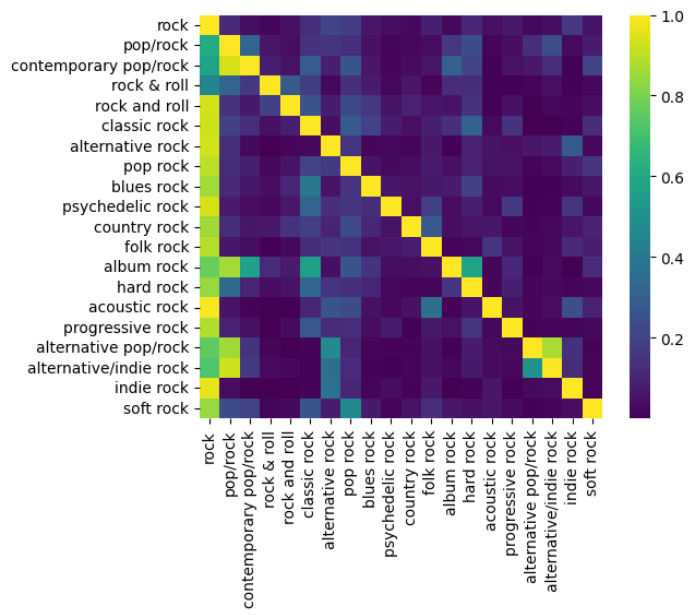 rock
pop/rock
contemporary pop/rock
rock & roll
rock and roll
classic rock
alternative rock
pop rock
blues rock
psychedelic rock
country rock
folk rock
album rock
hard rock
acoustic rock
progressive rock
alternative pop/rock
alternative/indie rock
indie rock
soft rock
rock
pop/rock
contemporary pop/rock
rock & roll
rock and roll
classic rock
alternative rock
pop rock
blues rock
psychedelic rock
country rock
folk rock
album rock
hard rock
acoustic rock
progressive rock
alternative pop/rock
alternative/indie rock
indie rock
soft rock
1.0
0.8
0.6
0.4
0.2